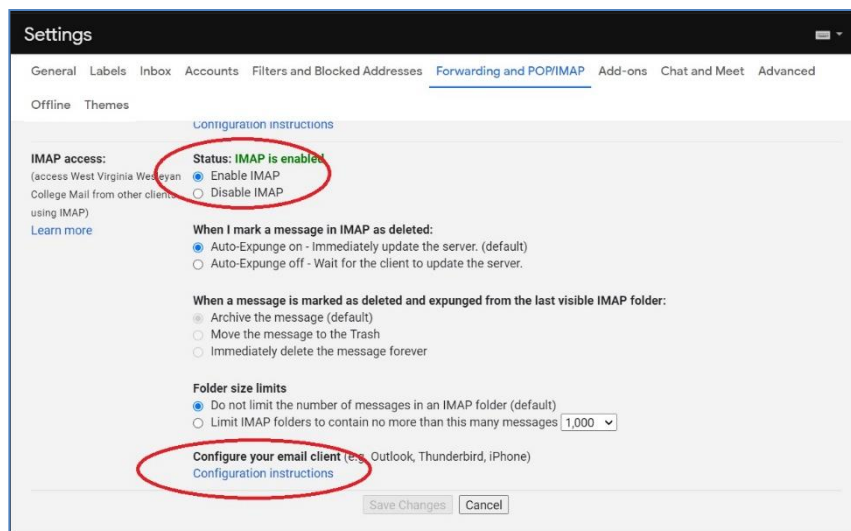 Settings
General Labels Inbox Accounts Filters and Blocked Addresses Forwarding and POP/IMAP Add-ons Chat and Meet Advanced
Offline Themes
Configuration instructions
IMAP access:
(access West Virginia Wesleyan
College Mail from other clients
using IMAP)
Learn more
Status: IMAP is enabled
Enable IMAP
Disable IMAP
When I mark a message in IMAP as deleted:
Auto-Expunge on - Immediately update the server. (default)
Auto-Expunge off - Wait for the client to update the server.
When a message is marked as deleted and expunged from the last visible IMAP folder:
Archive the message (default)
Move the message to the Trash
Immediately delete the message forever
Folder size limits
Do not limit the number of messages in an IMAP folder (default)
Limit IMAP folders to contain no more than this many messages 1,000
Configure your email client (e.g. Outlook, Thunderbird, iPhone)
Configuration instructions
Save Changes Cancel